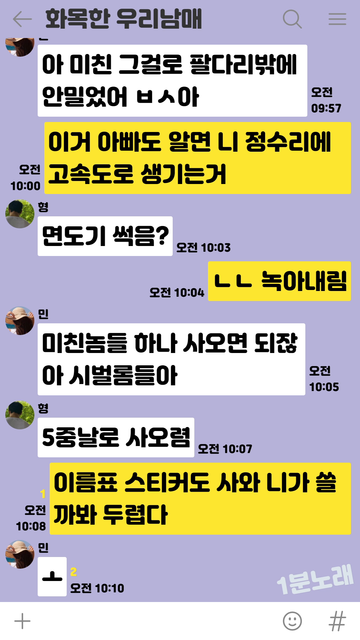 화목한 우리남매
민
아 미친 그걸로 팔다리밖에
안밀었어 ㅂㅅ아
오전
09:57
이거 아빠도 알면 니 정수리에
고속도로 생기는거
오전
10:00
형
면도기 썩음?
오전 10:03
ㄴㄴ 녹아내림
오전 10:04
민
미친놈들 하나 사오면 되잖
아 시벌롬들아
오전
10:05
형
5중날로 사오렴
오전 10:07
이름표 스티커도 사와 니가 쓸
까봐 두렵다
1
오전
10:08
민
ㅗ
2
오전 10:10
1분노래